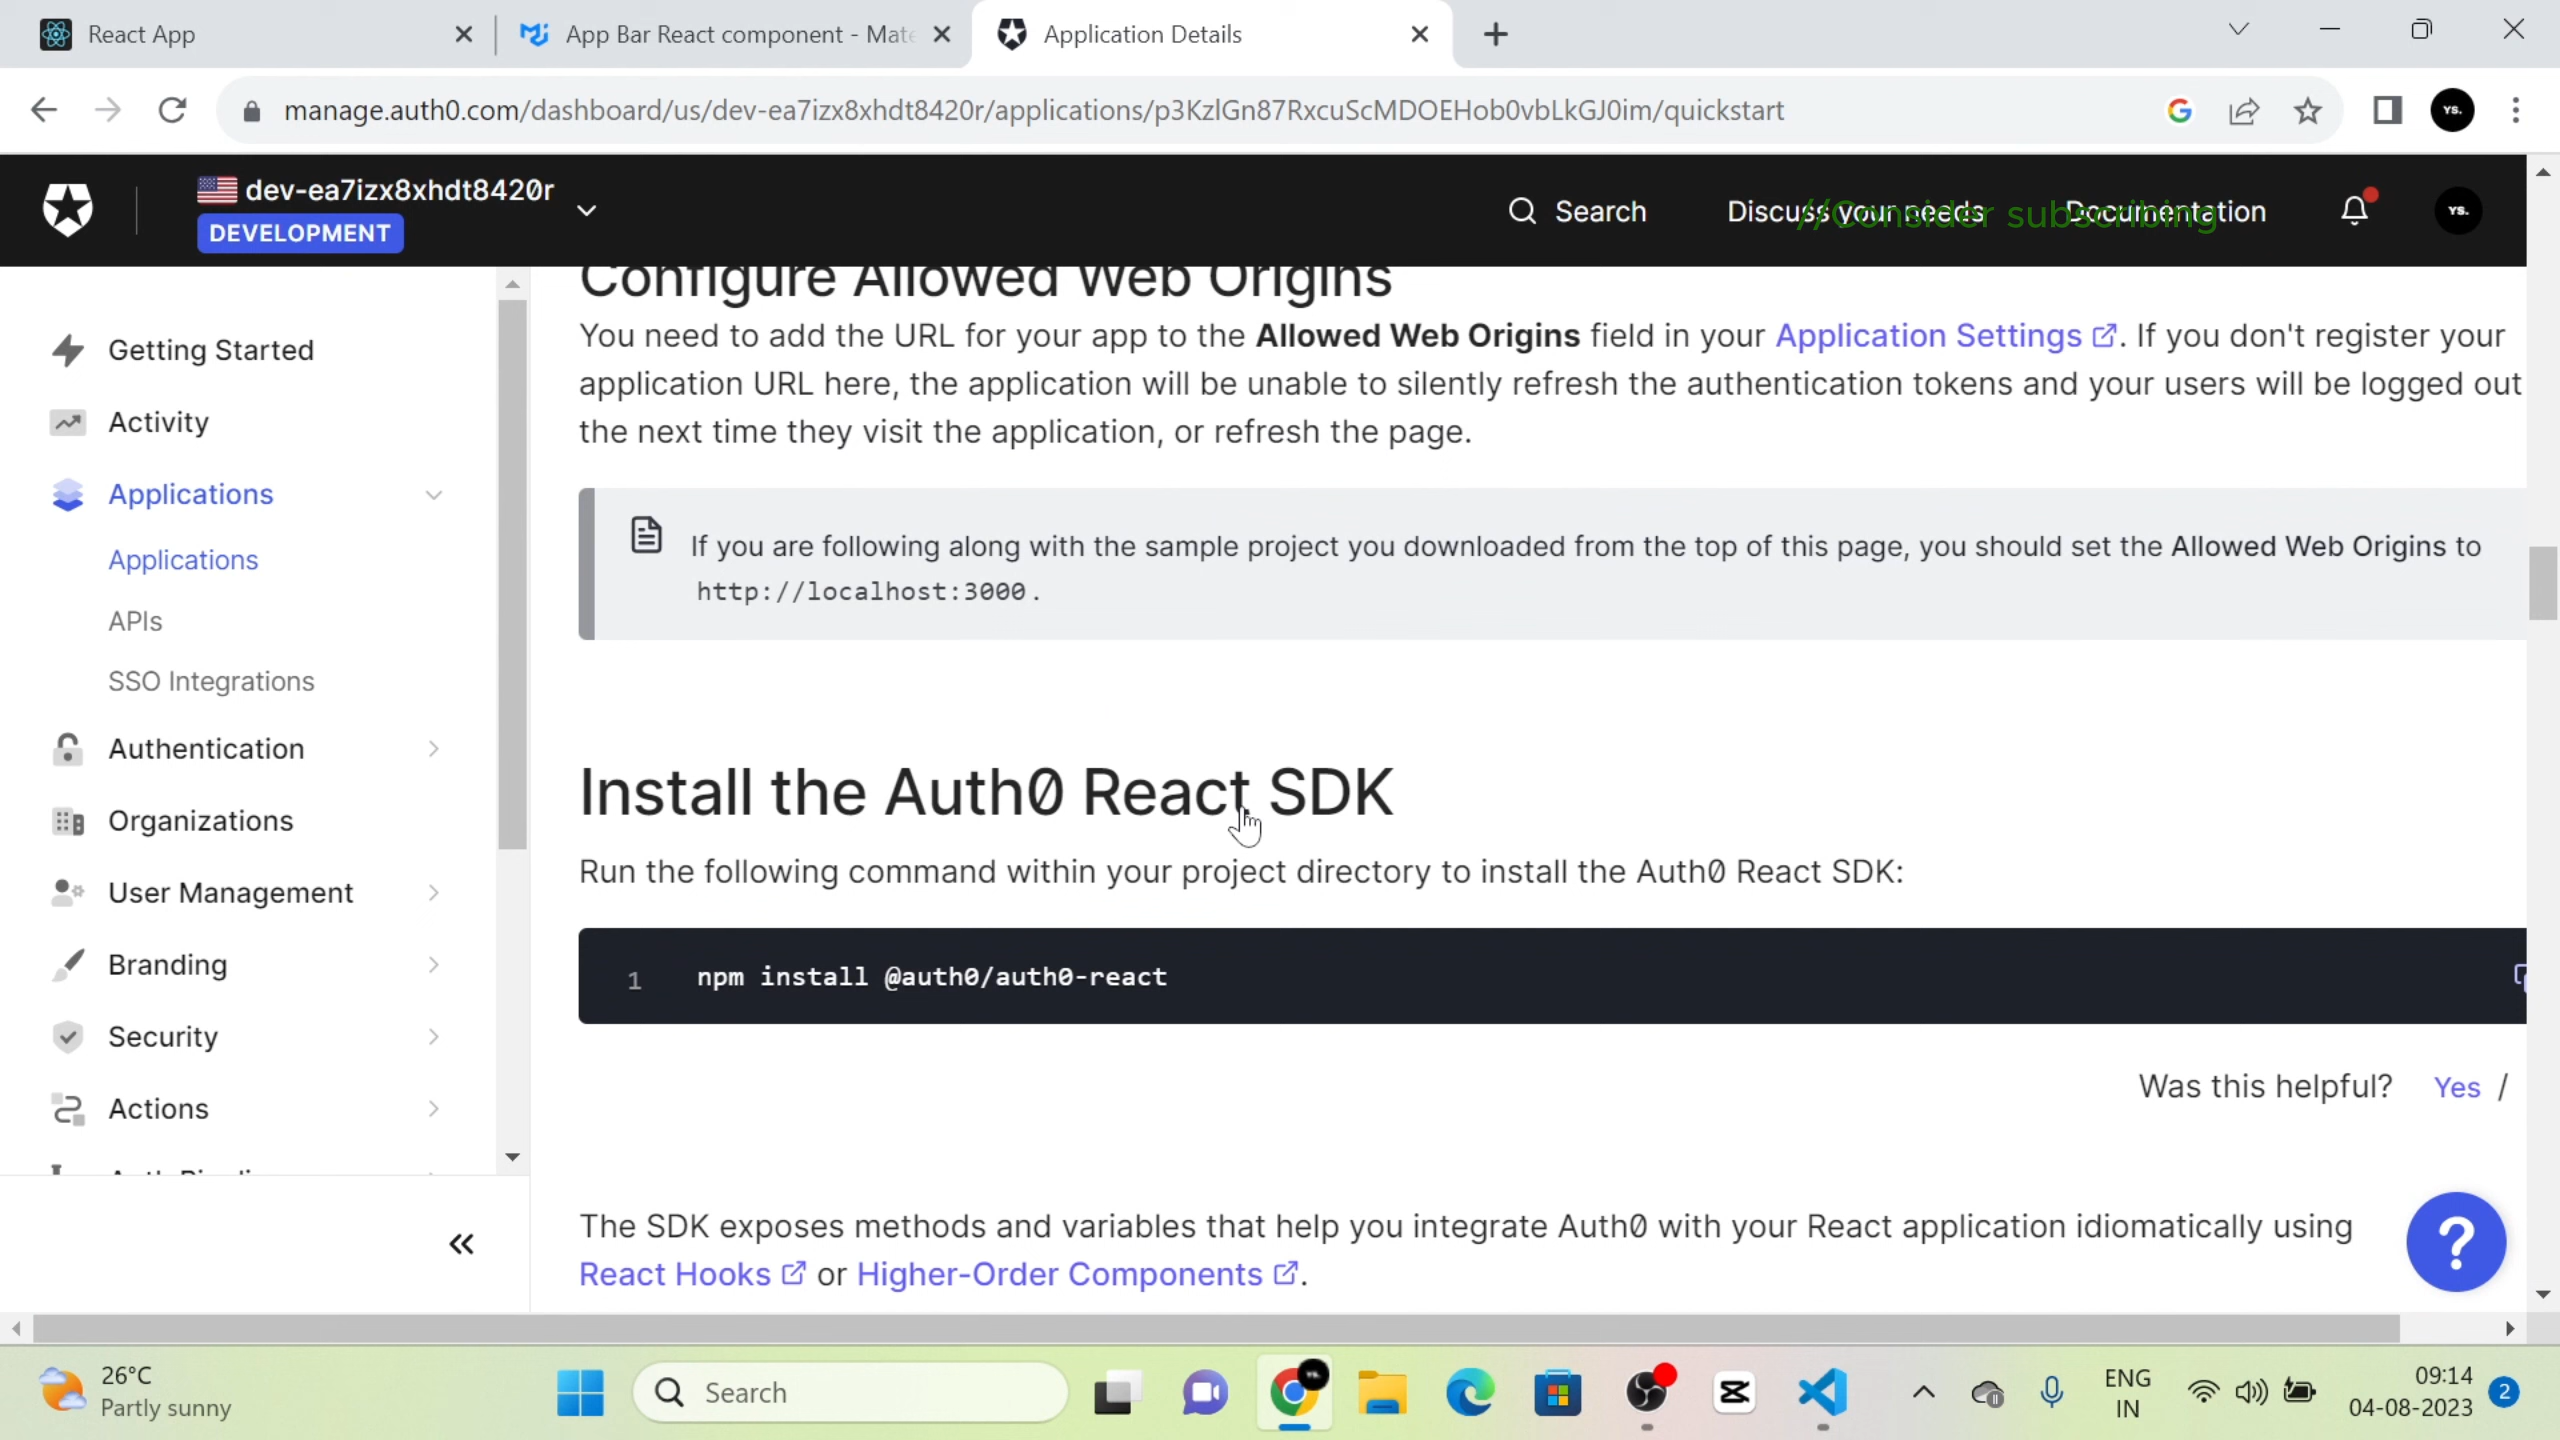 React App
App Bar React component - Mate
Application Details
manage.auth0.com/dashboard/us/dev-ea7izx8xhdt8420r/applications/p3KzlGn87RxcuScMDOEHob0vbLkGJ0im/quickstart
YS.
dev-ea7izx8xhdt8420r
DEVELOPMENT
Search
Discuss your needs
Documentation
//Consider subscribing
YS.
Getting Started
Activity
Applications
Applications
APIs
SSO Integrations
Authentication
Organizations
User Management
Branding
Security
Actions
Configure Allowed Web Origins
You need to add the URL for your app to the Allowed Web Origins field in your Application Settings. If you don't register your
application URL here, the application will be unable to silently refresh the authentication tokens and your users will be logged out
the next time they visit the application, or refresh the page.
If you are following along with the sample project you downloaded from the top of this page, you should set the Allowed Web Origins to
http://localhost:3000.
Install the Auth0 React SDK
Run the following command within your project directory to install the Auth0 React SDK:
1 npm install @auth0/auth0-react
Was this helpful? Yes /
The SDK exposes methods and variables that help you integrate Auth0 with your React application idiomatically using
React Hooks or Higher-Order Components.
?
26°C
Partly sunny
Search
ENG
IN
09:14
04-08-2023
2